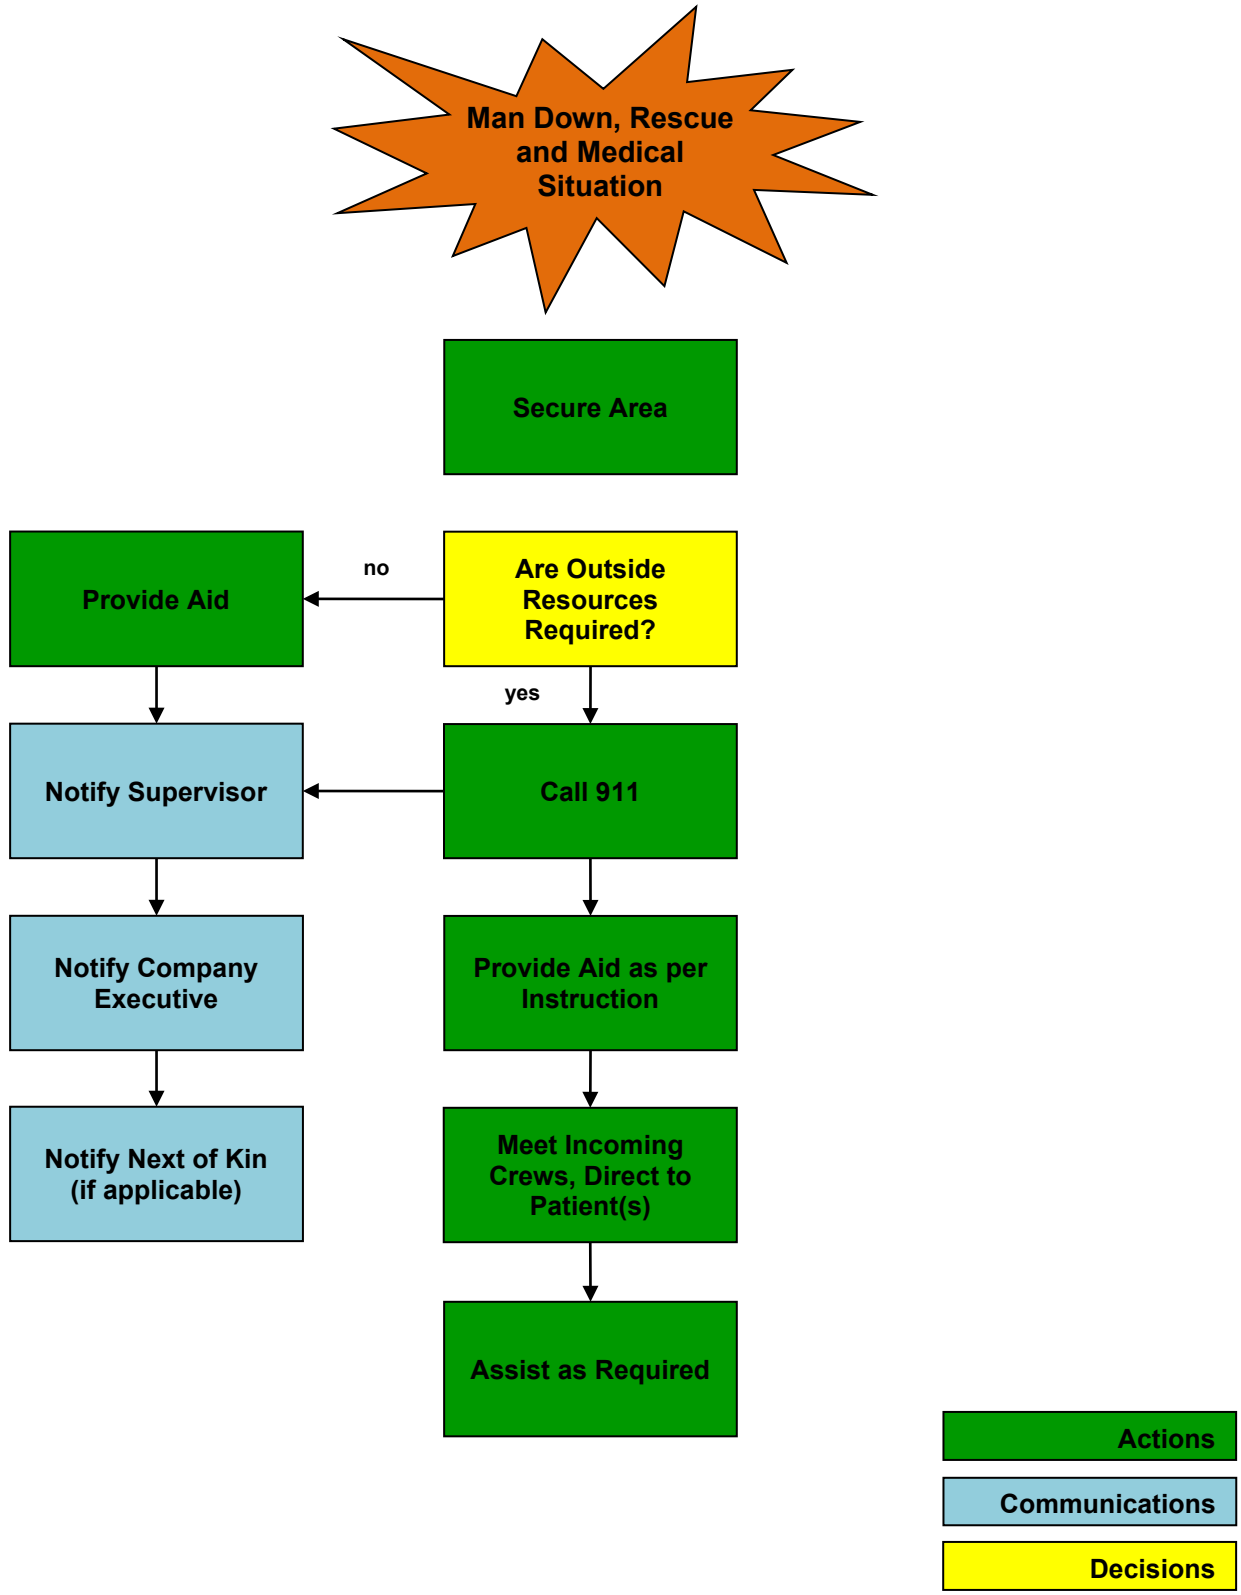 Man Down, Rescue
and Medical
Situation
Secure Area
Provide Aid
no
Are Outside
Resources
Required?
yes
Notify Supervisor
Call 911
Notify Company
Executive
Provide Aid as per
Instruction
Notify Next of Kin
(if applicable)
Meet Incoming
Crews, Direct to
Patient(s)
Assist as Required
Actions
Communications
Decisions